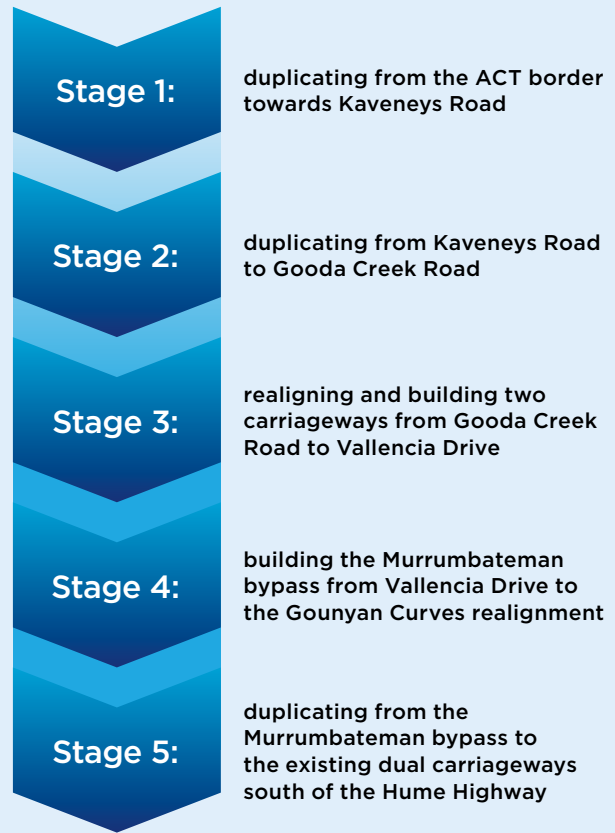 Stage 1:
duplicating from the ACT border
towards Kaveneys Road
Stage 2:
duplicating from Kaveneys Road
to Gooda Creek Road
Stage 3:
realigning and building two
carriageways from Gooda Creek
Road to Vallencia Drive
Stage 4:
building the Murrumbateman
bypass from Vallencia Drive to
the Gounyan Curves realignment
Stage 5:
duplicating from the
Murrumbateman bypass to
the existing dual carriageways
south of the Hume Highway